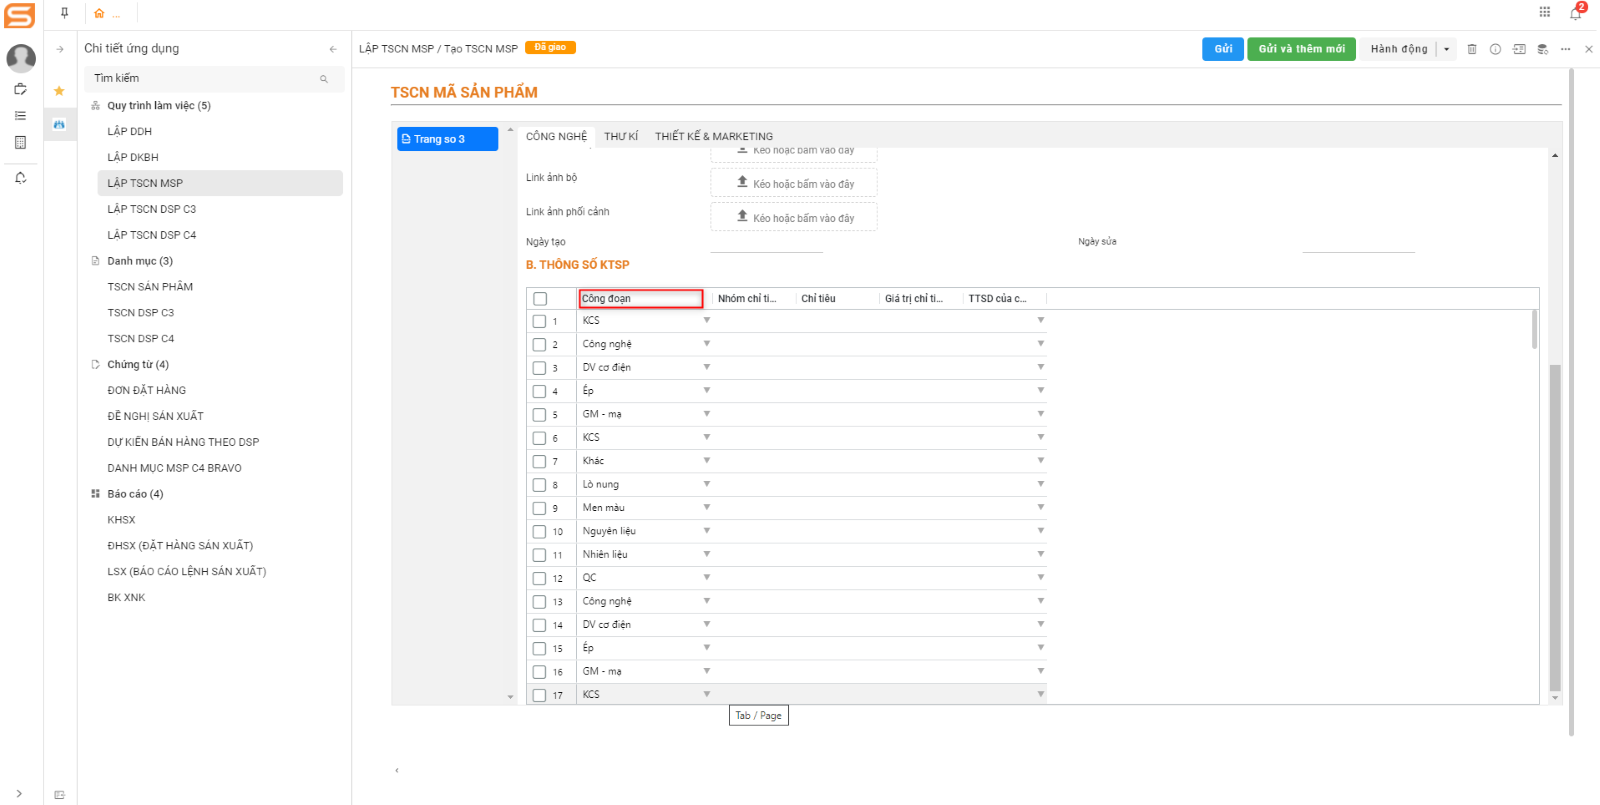 ...
2
Chi tiết ứng dụng
LẬP TSCN MSP / Tạo TSCN MSP Đã giao
Gửi
Gửi và thêm mới
Hành động
Tìm kiếm
Quy trình làm việc (5)
LẬP DDH
LẬP DKBH
LẬP TSCN MSP
LẬP TSCN DSP C3
LẬP TSCN DSP C4
Danh mục (3)
TSCN SẢN PHẨM
TSCN DSP C3
TSCN DSP C4
Chứng từ (4)
ĐƠN ĐẶT HÀNG
ĐỀ NGHỊ SẢN XUẤT
DỰ KIẾN BÁN HÀNG THEO DSP
DANH MỤC MSP C4 BRAVO
Báo cáo (4)
KHSX
ĐHSX (ĐẶT HÀNG SẢN XUẤT)
LSX (BÁO CÁO LỆNH SẢN XUẤT)
BK XNK
TSCN MÃ SẢN PHẨM
Trang so 3
CÔNG NGHỆ THƯ KÍ THIẾT KẾ & MARKETING
Kéo hoặc bấm vào đây
Link ảnh bộ Kéo hoặc bấm vào đây
Link ảnh phối cảnh Kéo hoặc bấm vào đây
Ngày tạo Ngày sửa
B. THÔNG SỐ KTSP
Công đoạn Nhóm chỉ ti... Chỉ tiêu Giá trị chỉ ti... TTSD của c...
1 KCS
2 Công nghệ
3 DV cơ điện
4 Ép
5 GM - mạ
6 KCS
7 Khác
8 Lò nung
9 Men màu
10 Nguyên liệu
11 Nhiên liệu
12 QC
13 Công nghệ
14 DV cơ điện
15 Ép
16 GM - mạ
17 KCS
Tab / Page